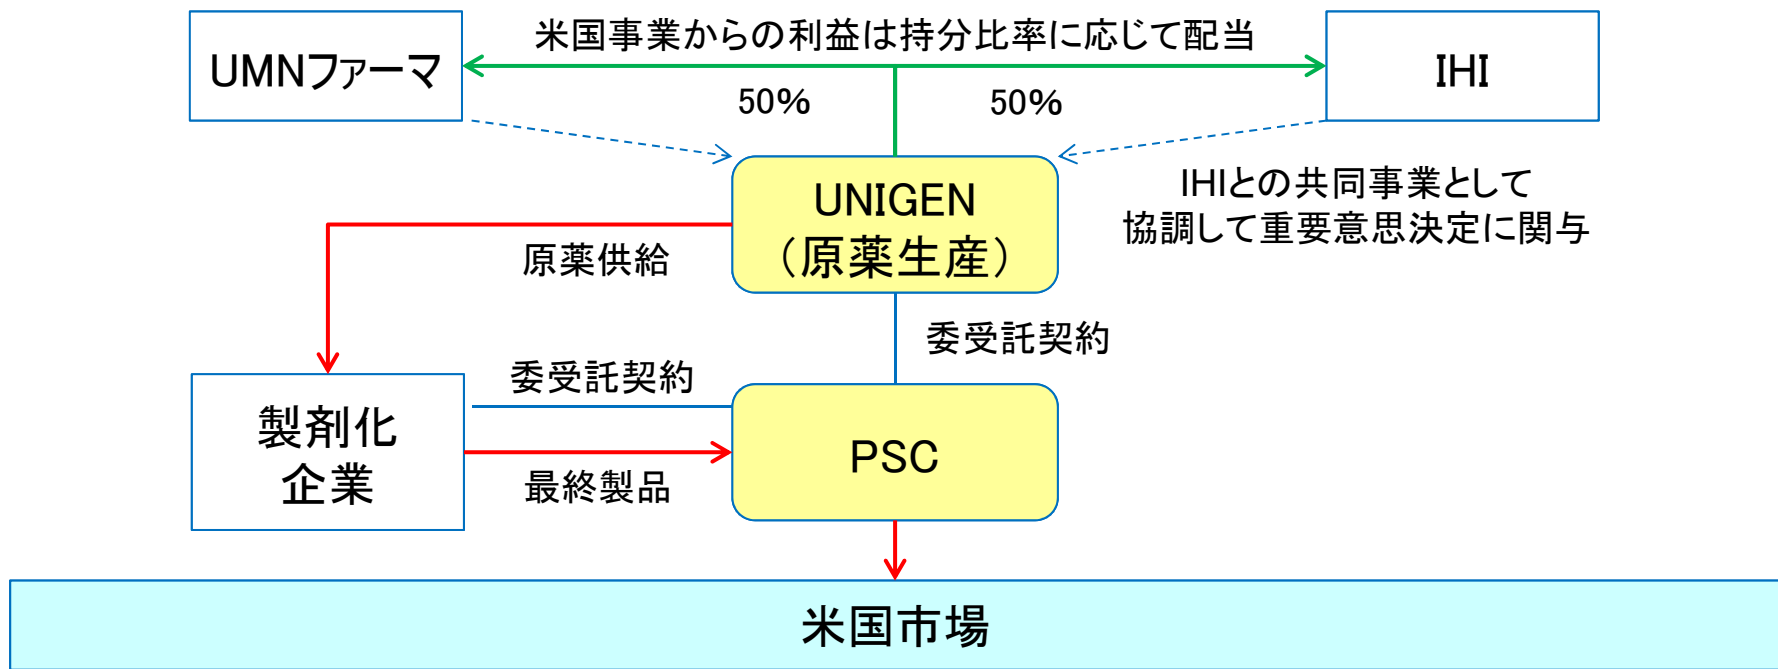 米国事業からの利益は持分比率に応じて配当
UMNファーマ
IHI
50%
50%
UNIGEN
（原薬生産）
IHIとの共同事業として
協調して重要意思決定に関与
原薬供給
委受託契約
委受託契約
製剤化
企業
PSC
最終製品
米国市場